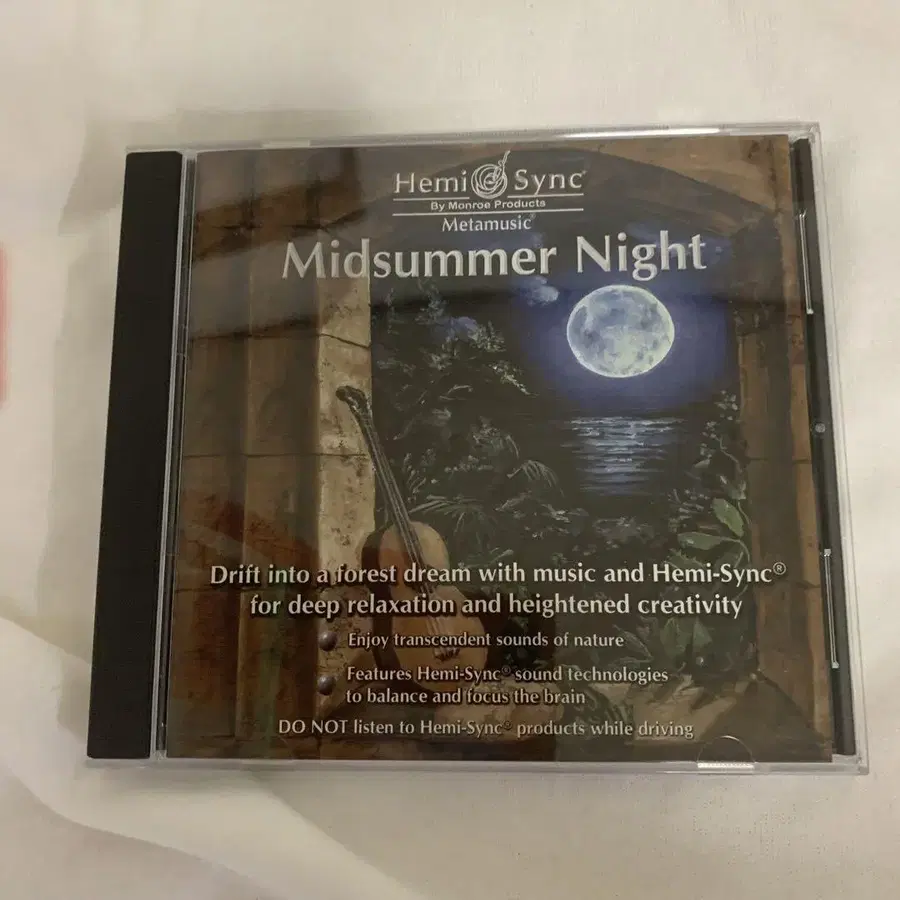 Hemi Sync®
By Monroe Products
Metamusic®
Midsummer Night
Drift into a forest dream with music and Hemi-Sync®
for deep relaxation and heightened creativity
Enjoy transcendent sounds of nature
Features Hemi-Sync® sound technologies
to balance and focus the brain
DO NOT listen to Hemi-Sync® products while driving